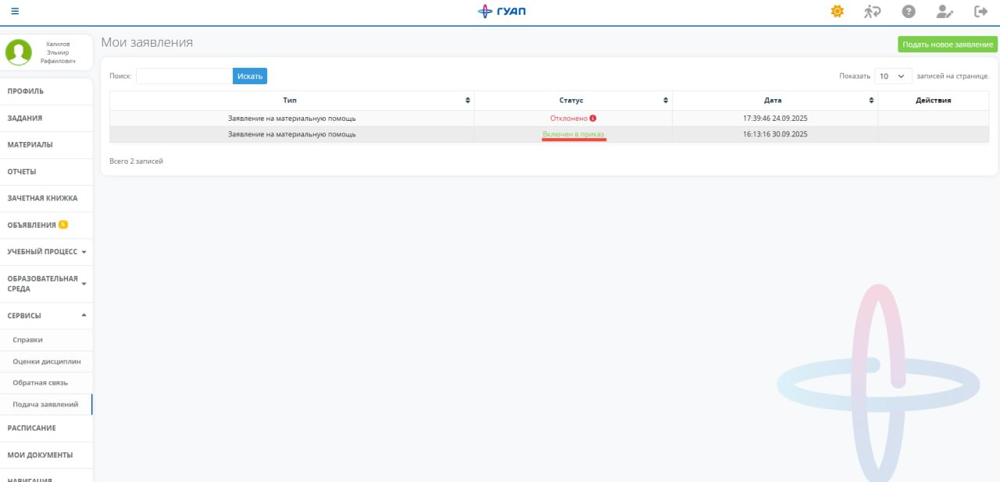 ГУАП
Халилов
Эльмир
Рафаилович
Мои заявления
Подать новое заявление
Поиск:
Искать
Показать 10 записей на странице.
Тип Статус Дата Действия
Заявление на материальную помощь Отклонено 17:39:46 24.09.2025
Заявление на материальную помощь Включен в приказ 16:13:16 30.09.2025
Всего 2 записей
ПРОФИЛЬ
ЗАДАНИЯ
МАТЕРИАЛЫ
ОТЧЕТЫ
ЗАЧЕТНАЯ КНИЖКА
ОБЪЯВЛЕНИЯ 5
УЧЕБНЫЙ ПРОЦЕСС
ОБРАЗОВАТЕЛЬНАЯ
СРЕДА
СЕРВИСЫ
Справки
Оценки дисциплин
Обратная связь
Подача заявлений
РАСПИСАНИЕ
МОИ ДОКУМЕНТЫ
НАВИГАЦИЯ